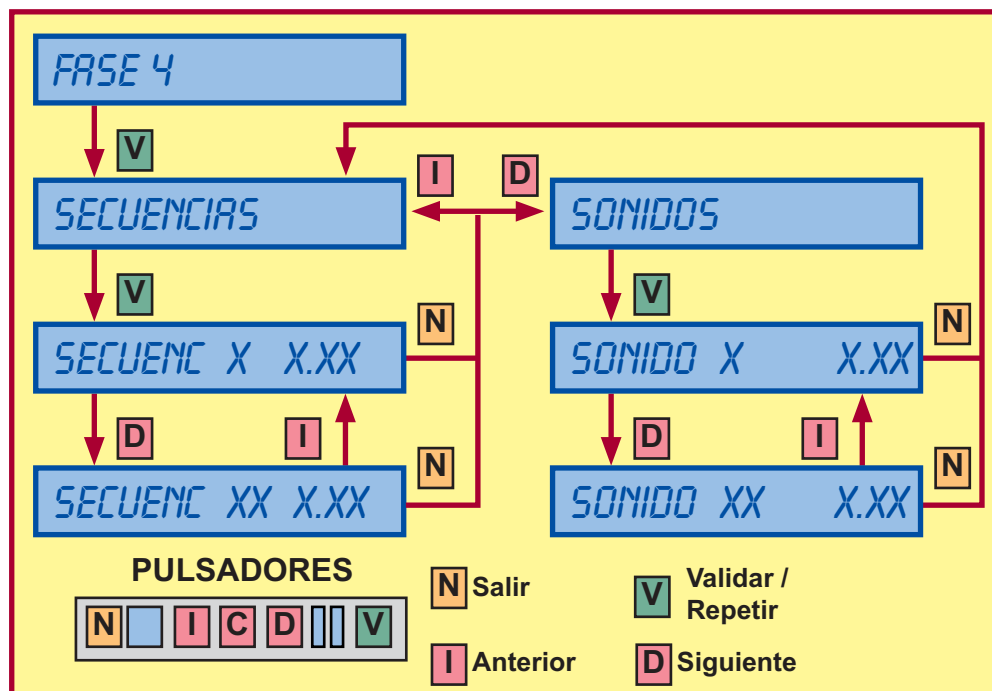 FASE 4
V
I D
SECUENCIAS SONIDOS
V V
N N
SECUENC X X.XX SONIDO X X.XX
D I D I
N N
SECUENC XX X.XX SONIDO XX X.XX
PULSADORES
N I C D V
N Salir
V Validar /
Repetir
I Anterior
D Siguiente